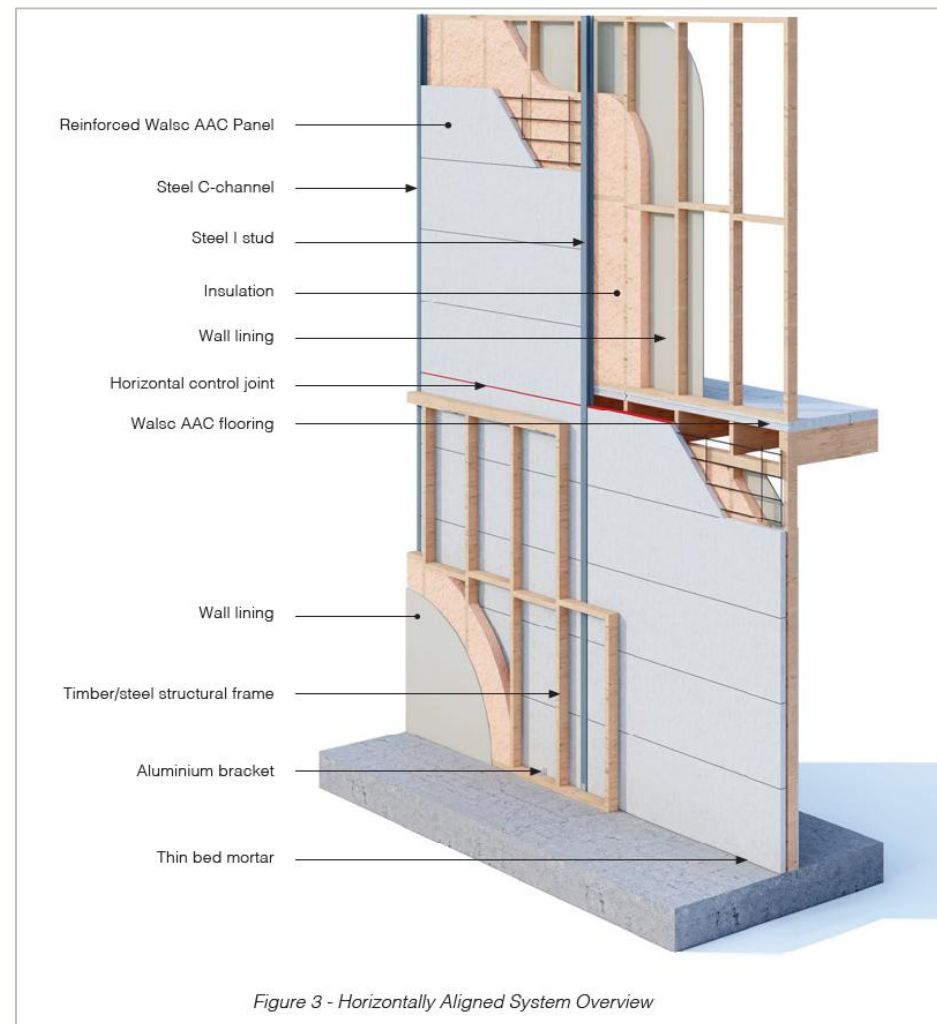 Reinforced Walsc AAC Panel
Steel C-channel
Steel I stud
Insulation
Wall lining
Horizontal control joint
Walsc AAC flooring
Wall lining
Timber/steel structural frame
Aluminium bracket
Thin bed mortar
Figure 3 - Horizontally Aligned System Overview